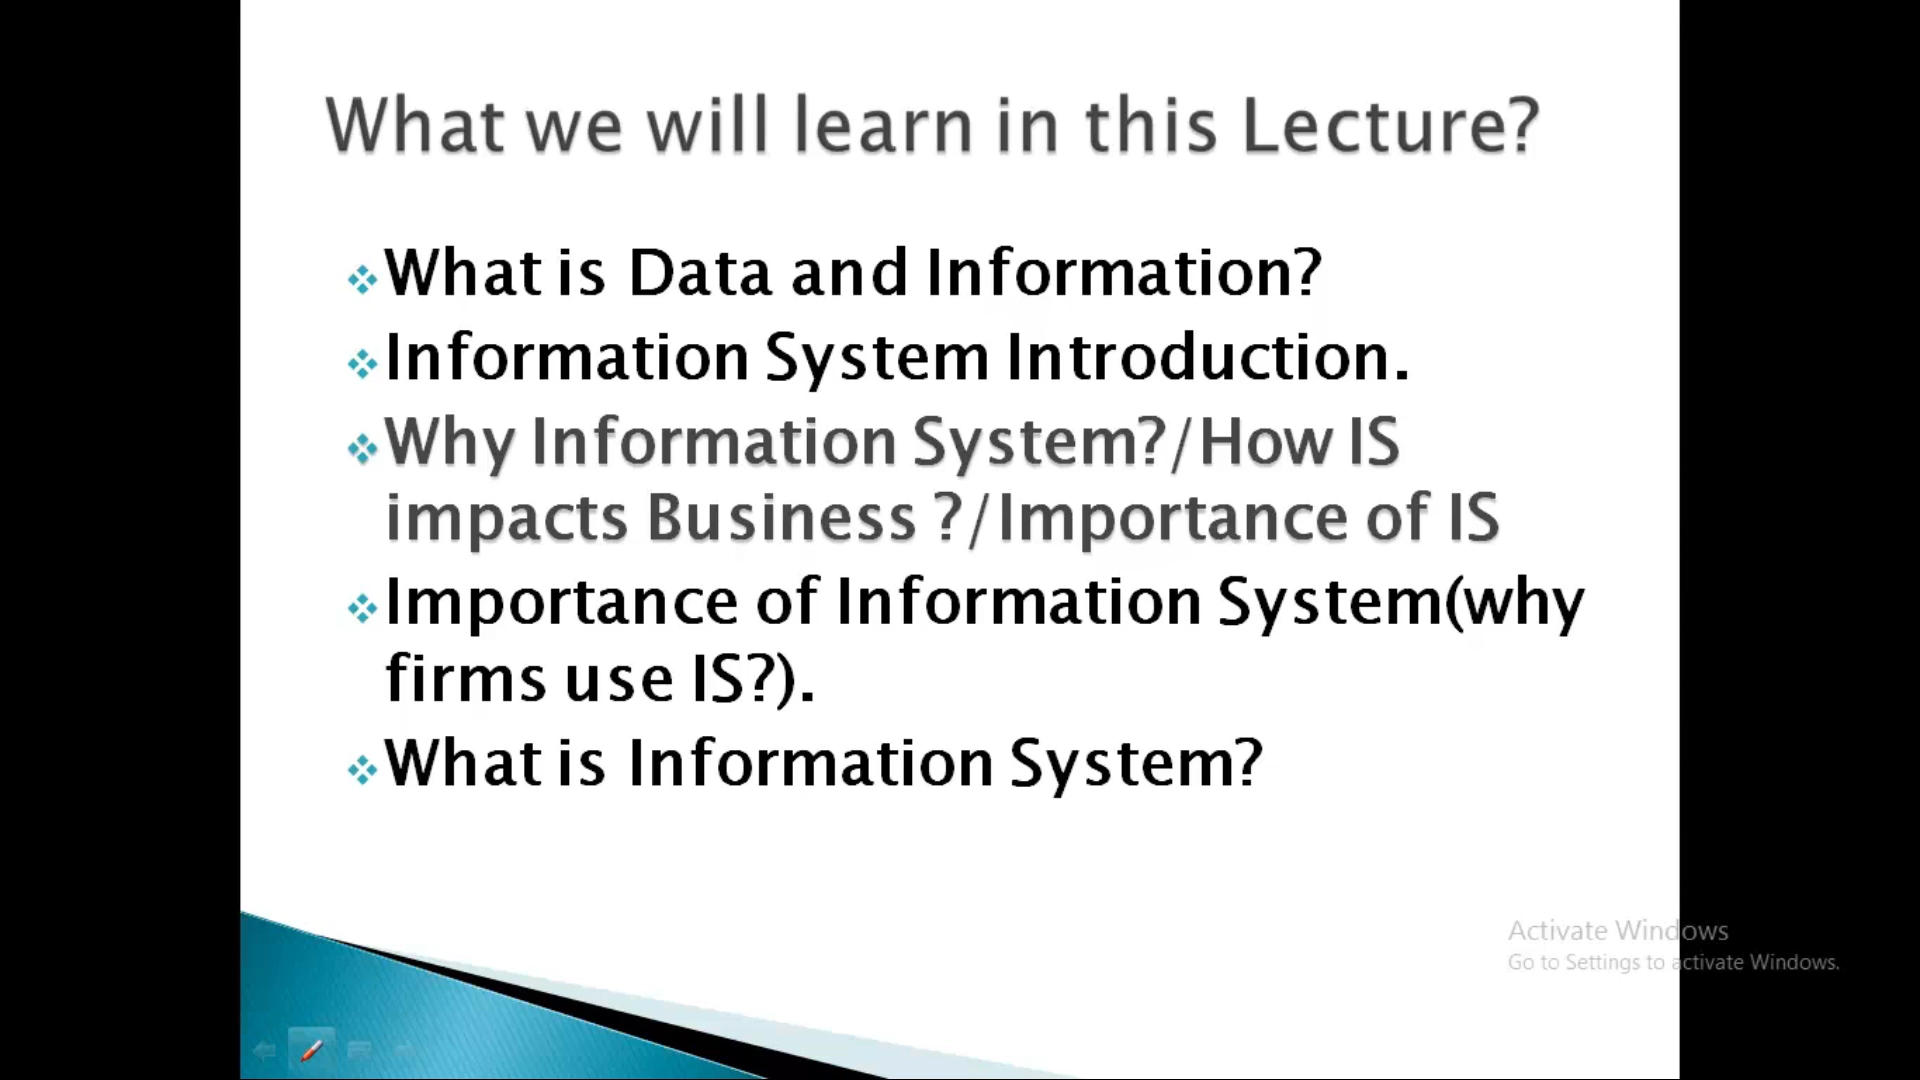 What we will learn in this Lecture?
What is Data and Information?
Information System Introduction.
Why Information System?/How IS
impacts Business ?/Importance of IS
Importance of Information System(why
firms use IS?).
What is Information System?
Activate Windows
Go to Settings to activate Windows.